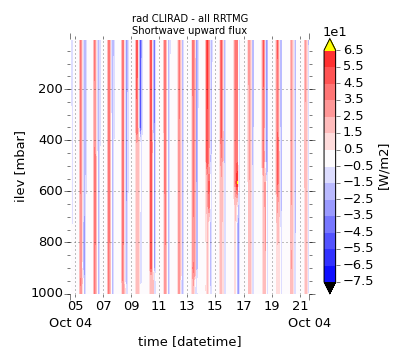 rad CLIRAD - all RRTMG
Shortwave upward flux
1e1
6.5
5.5
4.5
3.5
2.5
1.5
0.5
−0.5
−1.5
−2.5
−3.5
−4.5
−5.5
−6.5
−7.5
[W/m2]
200
400
600
800
1000
ilev [mbar]
05 07 09 11 13 15 17 19 21
Oct 04 Oct 04
time [datetime]